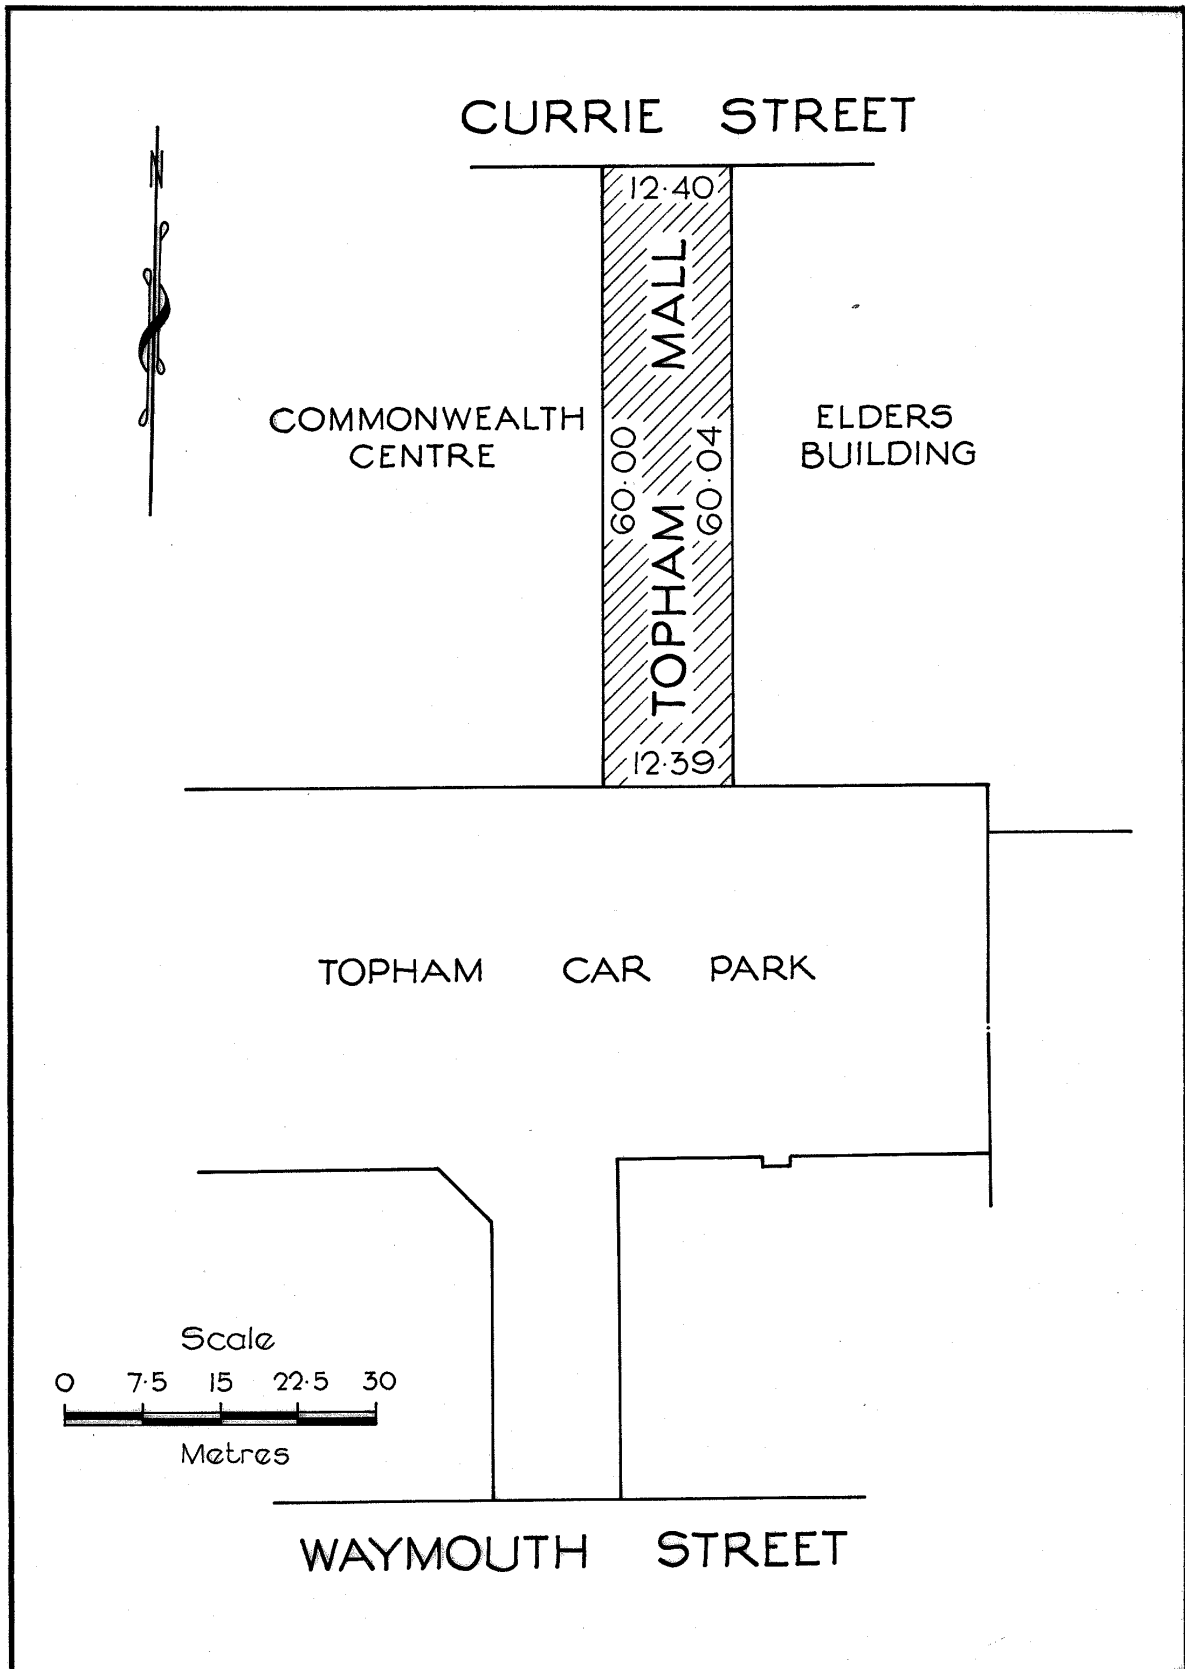 CURRIE STREET
N
12·40
TOPHAM MALL
COMMONWEALTH
CENTRE
60·00
60·04
ELDERS
BUILDING
12·39
TOPHAM CAR PARK
Scale
0 7·5 15 22·5 30
Metres
WAYMOUTH STREET